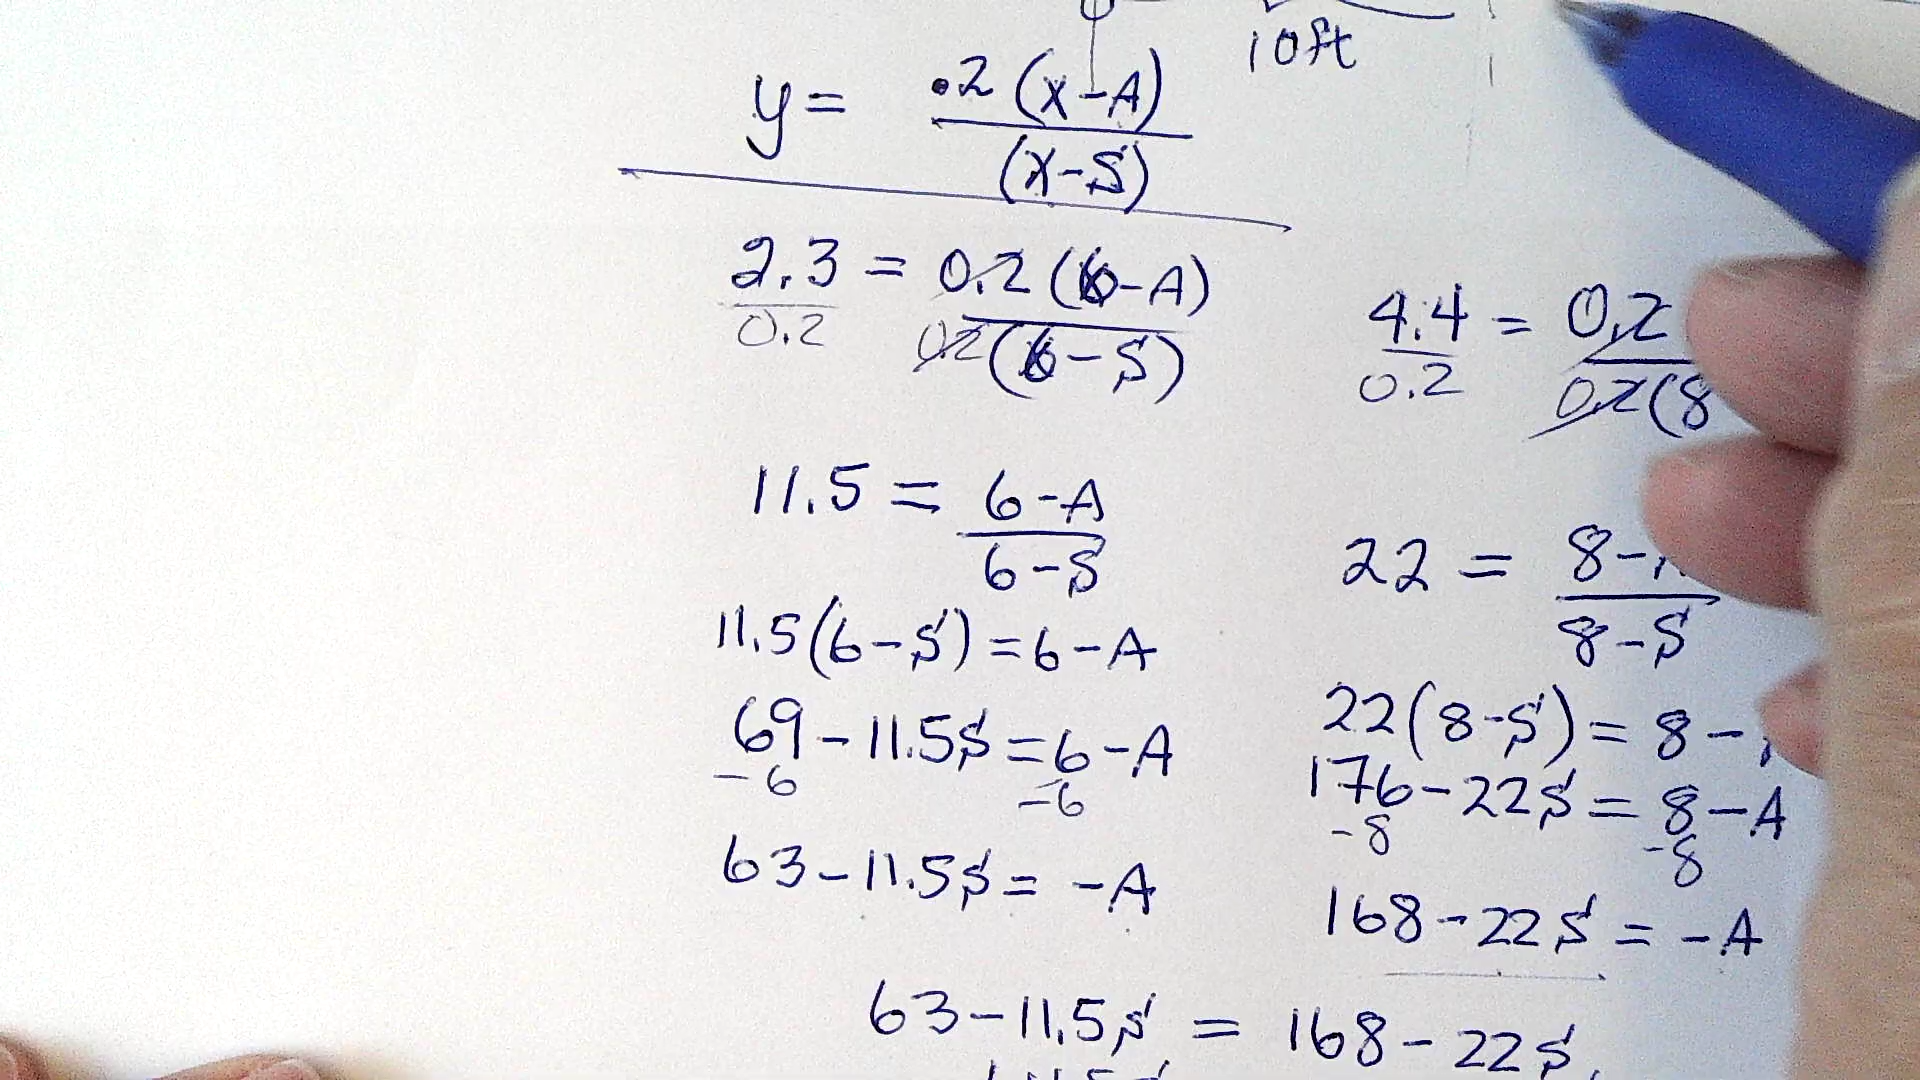 10ft
y = .2(x-A)
(x-S)
2.3 = 0.2(6-A)
0.2 0.2(6-S)
4.4 = 0.2
0.2 0.2(8
11.5 = 6-A
6-S
22 = 8-
8-S
11.5(6-S)=6-A
22(8-S)=8-
69-11.5S=6-A
-6 -6
176-22S=8-A
-8 -8
63-11.5S=-A
168-22S=-A
63-11.5S = 168-22S